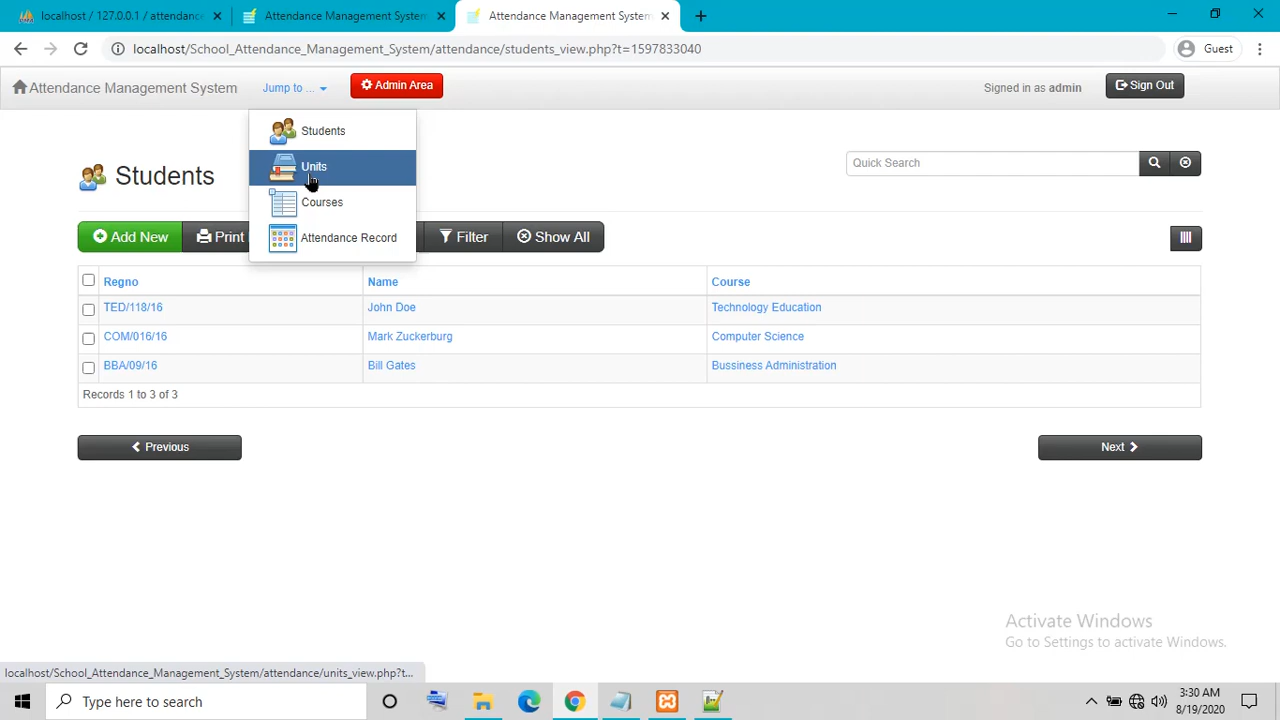 localhost / 127.0.0.1 / attendance
Attendance Management System
Attendance Management System
localhost/School_Attendance_Management_System/attendance/students_view.php?t=1597833040
Guest
Attendance Management System
Jump to ...
Admin Area
Signed in as admin
Sign Out
Students
Units
Courses
Attendance Record
Students
Quick Search
Add New
Print
Filter
Show All
Regno Name Course
TED/118/16 John Doe Technology Education
COM/016/16 Mark Zuckerburg Computer Science
BBA/09/16 Bill Gates Bussiness Administration
Records 1 to 3 of 3
Previous
Next
Activate Windows
Go to Settings to activate Windows.
localhost/School_Attendance_Management_System/attendance/units_view.php?t...
Type here to search
3:30 AM
8/19/2020